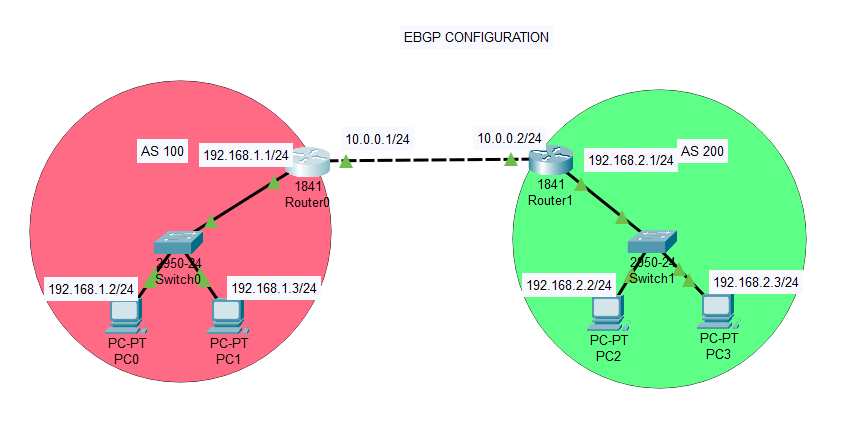 EBGP CONFIGURATION
AS 100
192.168.1.1/24
10.0.0.1/24
10.0.0.2/24
192.168.2.1/24
AS 200
1841
Router0
1841
Router1
2950-24
Switch0
2950-24
Switch1
192.168.1.2/24
192.168.1.3/24
192.168.2.2/24
192.168.2.3/24
PC-PT
PC0
PC-PT
PC1
PC-PT
PC2
PC-PT
PC3